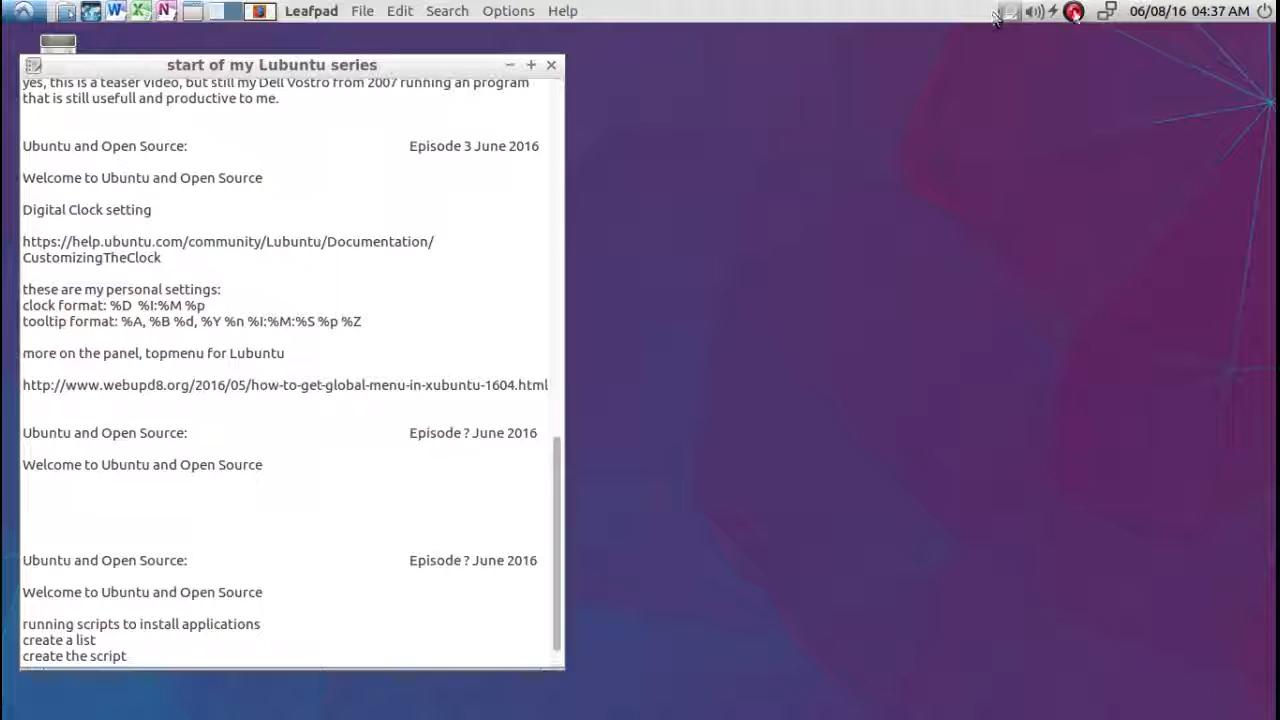 Leafpad File Edit Search Options Help 06/08/16 04:37 AM
start of my Lubuntu series
yes, this is a teaser video, but still my Dell Vostro from 2007 running an program
that is still usefull and productive to me.
Ubuntu and Open Source: Episode 3 June 2016
Welcome to Ubuntu and Open Source
Digital Clock setting
https://help.ubuntu.com/community/Lubuntu/Documentation/
CustomizingTheClock
these are my personal settings:
clock format: %D  %I:%M %p
tooltip format: %A, %B %d, %Y %n %I:%M:%S %p %Z
more on the panel, topmenu for Lubuntu
http://www.webupd8.org/2016/05/how-to-get-global-menu-in-xubuntu-1604.html
Ubuntu and Open Source: Episode ? June 2016
Welcome to Ubuntu and Open Source
Ubuntu and Open Source: Episode ? June 2016
Welcome to Ubuntu and Open Source
running scripts to install applications
create a list
create the script